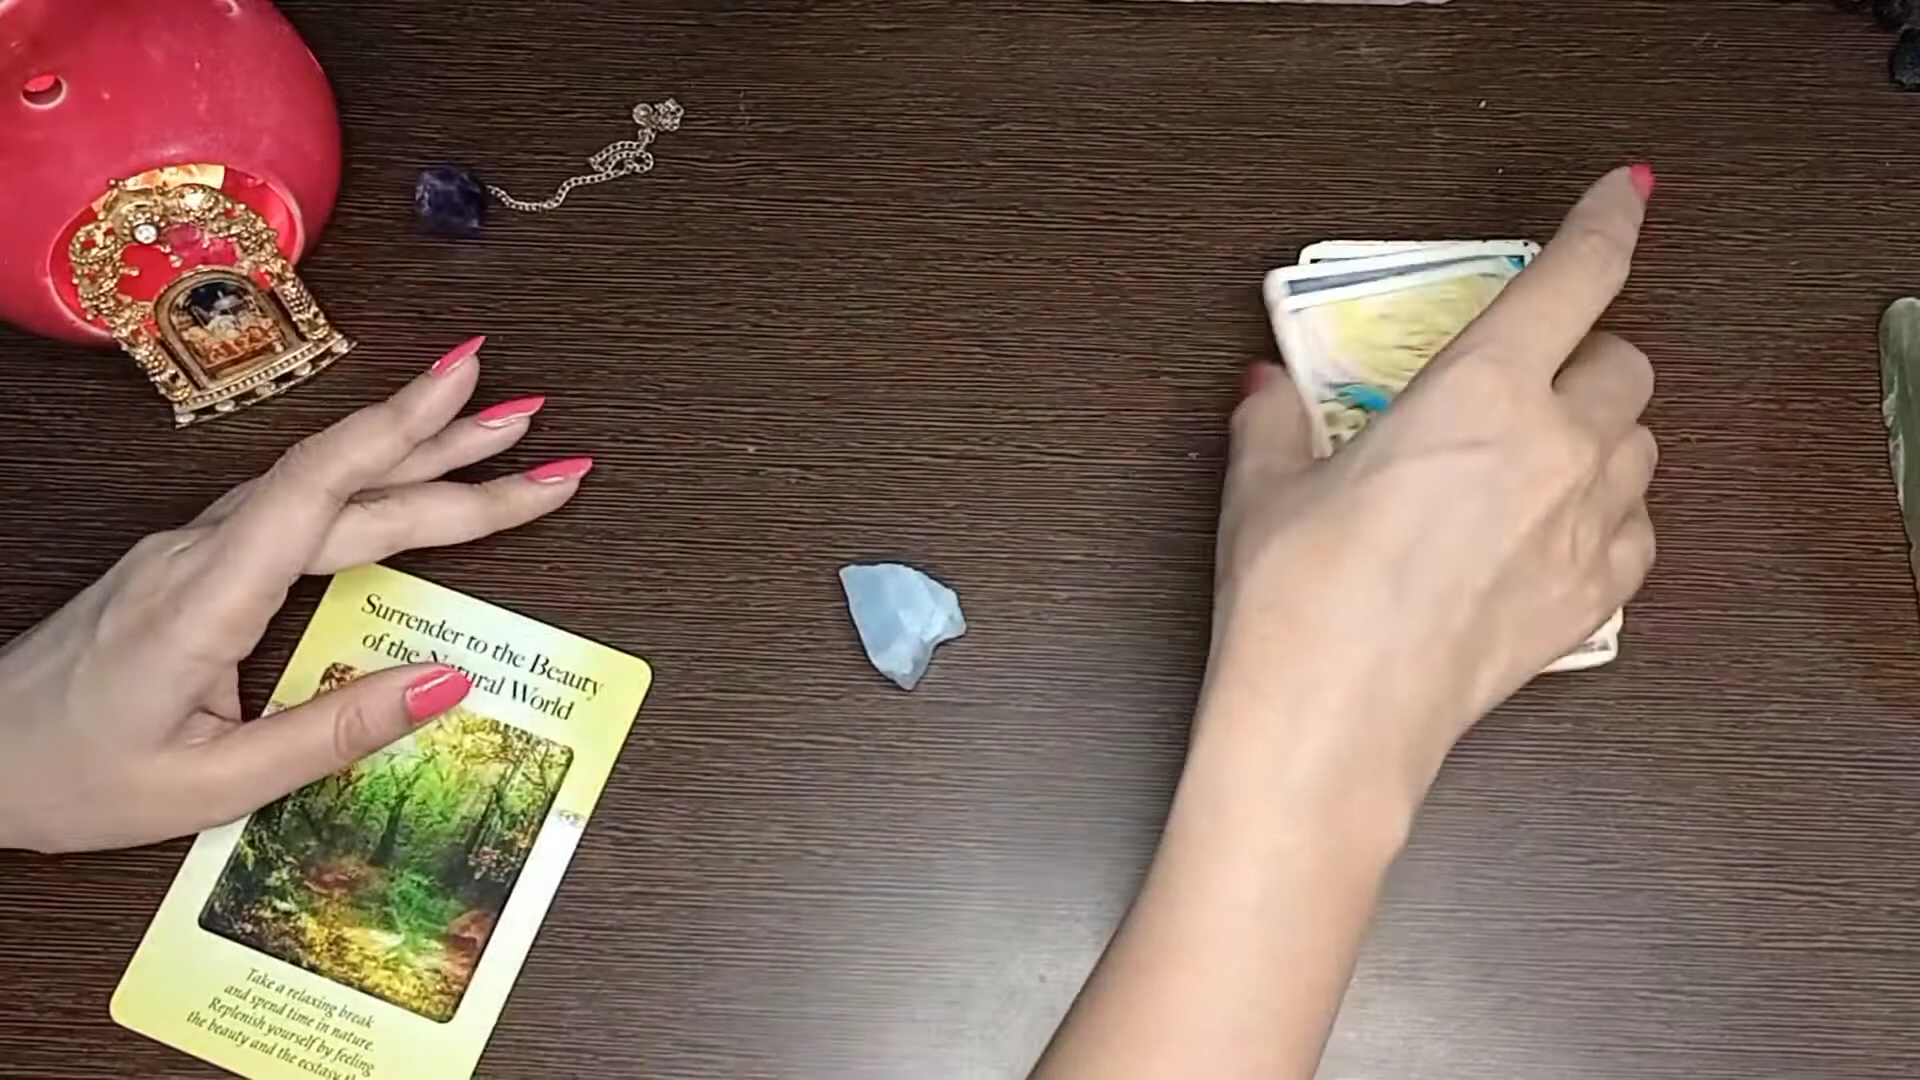 Surrender to the Beauty
of the Natural World
Take a relaxing break
and spend time in nature.
Replenish yourself by feeling
the beauty and the ecstasy